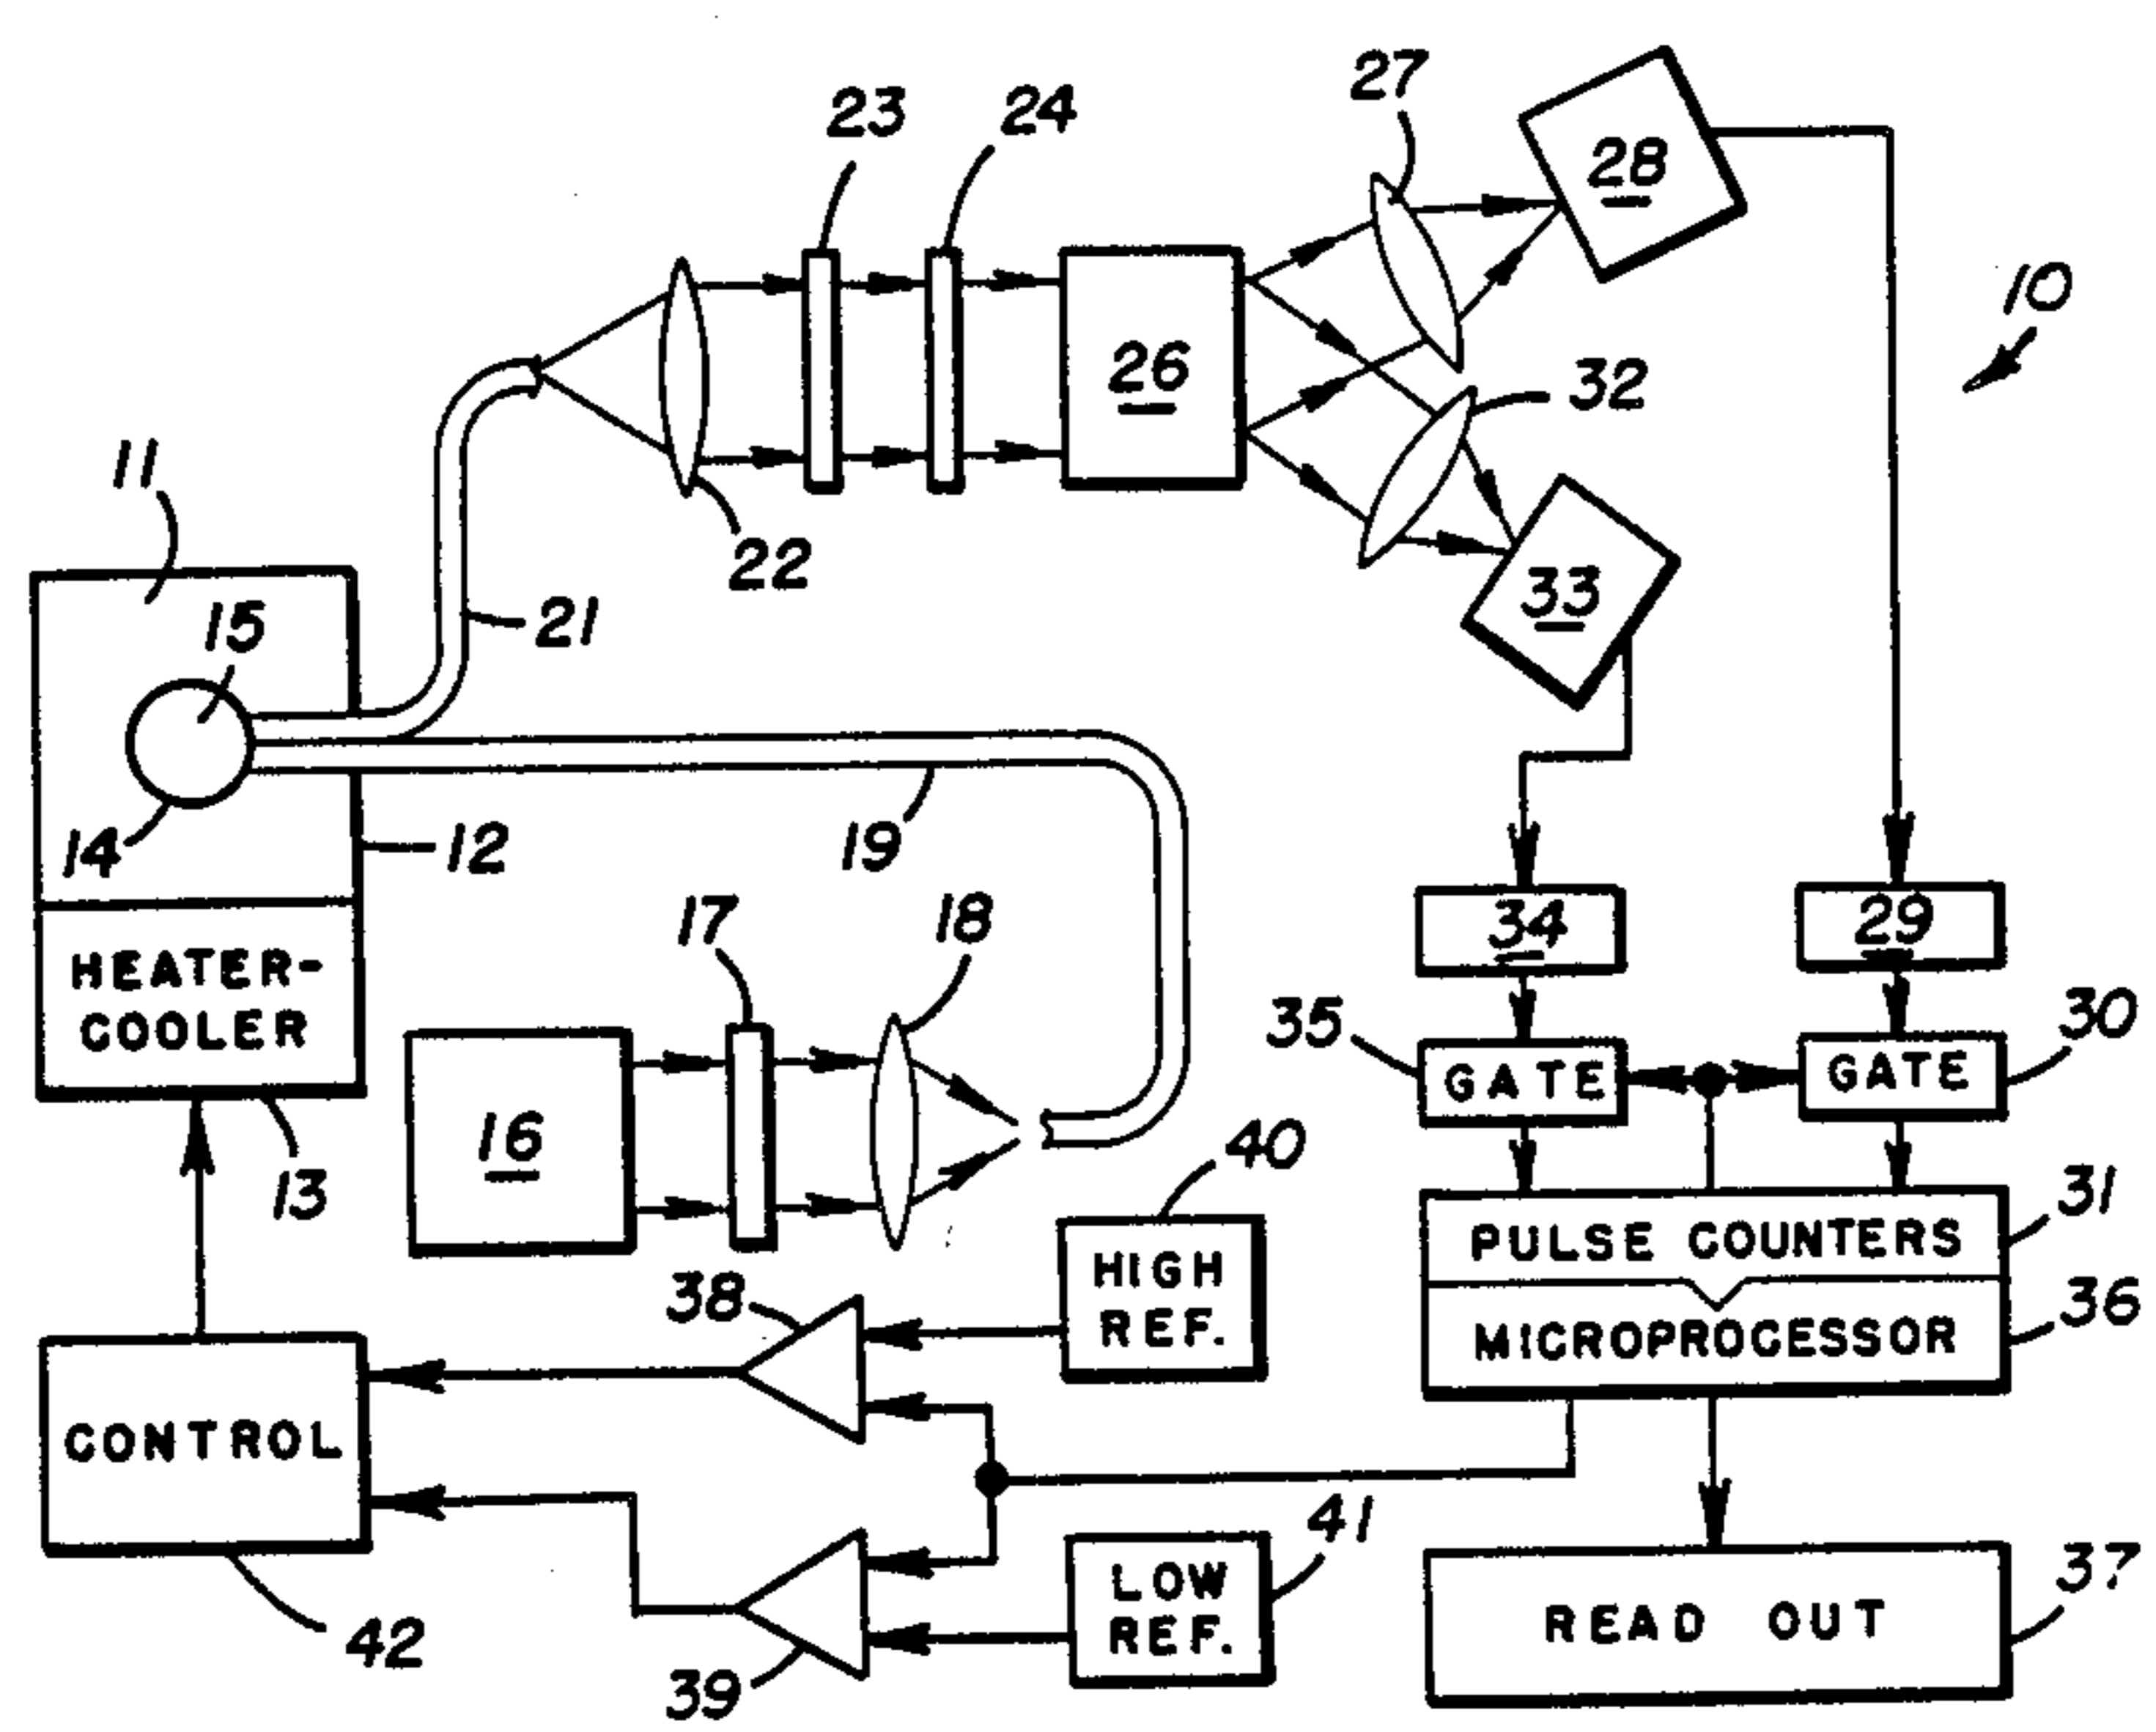 27
28
23
24
10
26
32
11
22
33
15
21
14
12
19
17
18
34
29
HEATER-
COOLER
35
GATE
GATE
30
16
40
13
31
PULSE COUNTERS
HIGH
REF.
38
36
MICROPROCESSOR
CONTROL
41
LOW
REF.
37
READ OUT
42
39